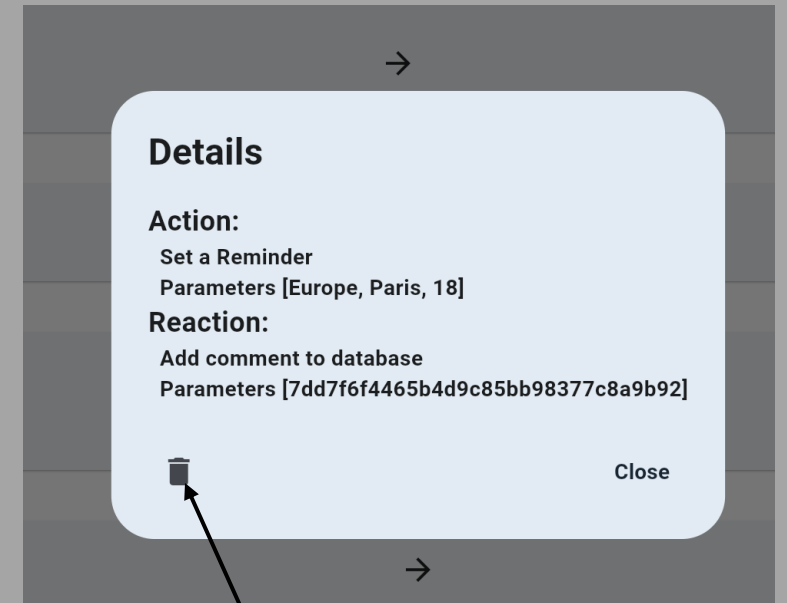 Details
Action:
Set a Reminder
Parameters [Europe, Paris, 18]
Reaction:
Add comment to database
Parameters [7dd7f6f4465b4d9c85bb98377c8a9b92]
Close